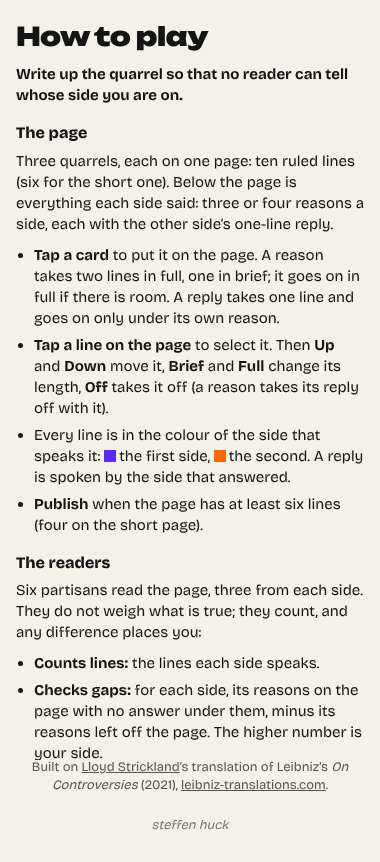 How to play
Write up the quarrel so that no reader can tell
whose side you are on.
The page
Three quarrels, each on one page: ten ruled lines
(six for the short one). Below the page is
everything each side said: three or four reasons a
side, each with the other side's one-line reply.
• Tap a card to put it on the page. A reason
takes two lines in full, one in brief; it goes on in
full if there is room. A reply takes one line and
goes on only under its own reason.
• Tap a line on the page to select it. Then Up
and Down move it, Brief and Full change its
length, Off takes it off (a reason takes its reply
off with it).
• Every line is in the colour of the side that
speaks it: the first side, the second. A reply
is spoken by the side that answered.
• Publish when the page has at least six lines
(four on the short page).
The readers
Six partisans read the page, three from each side.
They do not weigh what is true; they count, and
any difference places you:
• Counts lines: the lines each side speaks.
• Checks gaps: for each side, its reasons on the
page with no answer under them, minus its
reasons left off the page. The higher number is
your side.
Built on Lloyd Strickland's translation of Leibniz's On
Controversies (2021), leibniz-translations.com.
steffen huck